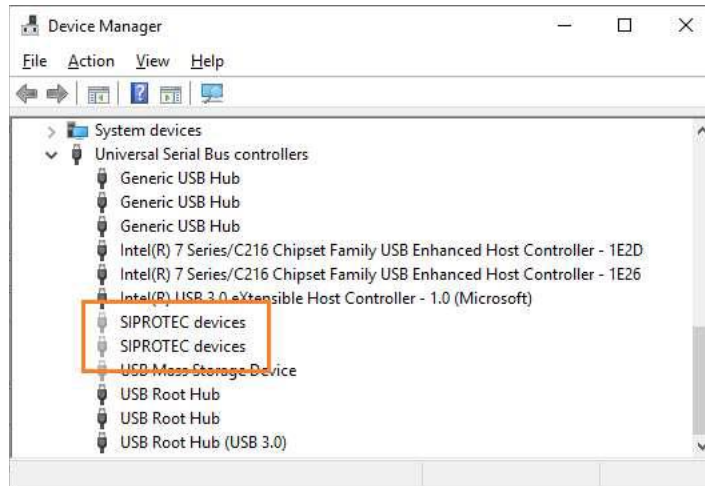 Device Manager
File Action View Help
System devices
Universal Serial Bus controllers
Generic USB Hub
Generic USB Hub
Generic USB Hub
Intel(R) 7 Series/C216 Chipset Family USB Enhanced Host Controller - 1E2D
Intel(R) 7 Series/C216 Chipset Family USB Enhanced Host Controller - 1E26
Intel(R) USB 3.0 eXtensible Host Controller - 1.0 (Microsoft)
SIPROTEC devices
SIPROTEC devices
USB Mass Storage Device
USB Root Hub
USB Root Hub
USB Root Hub (USB 3.0)